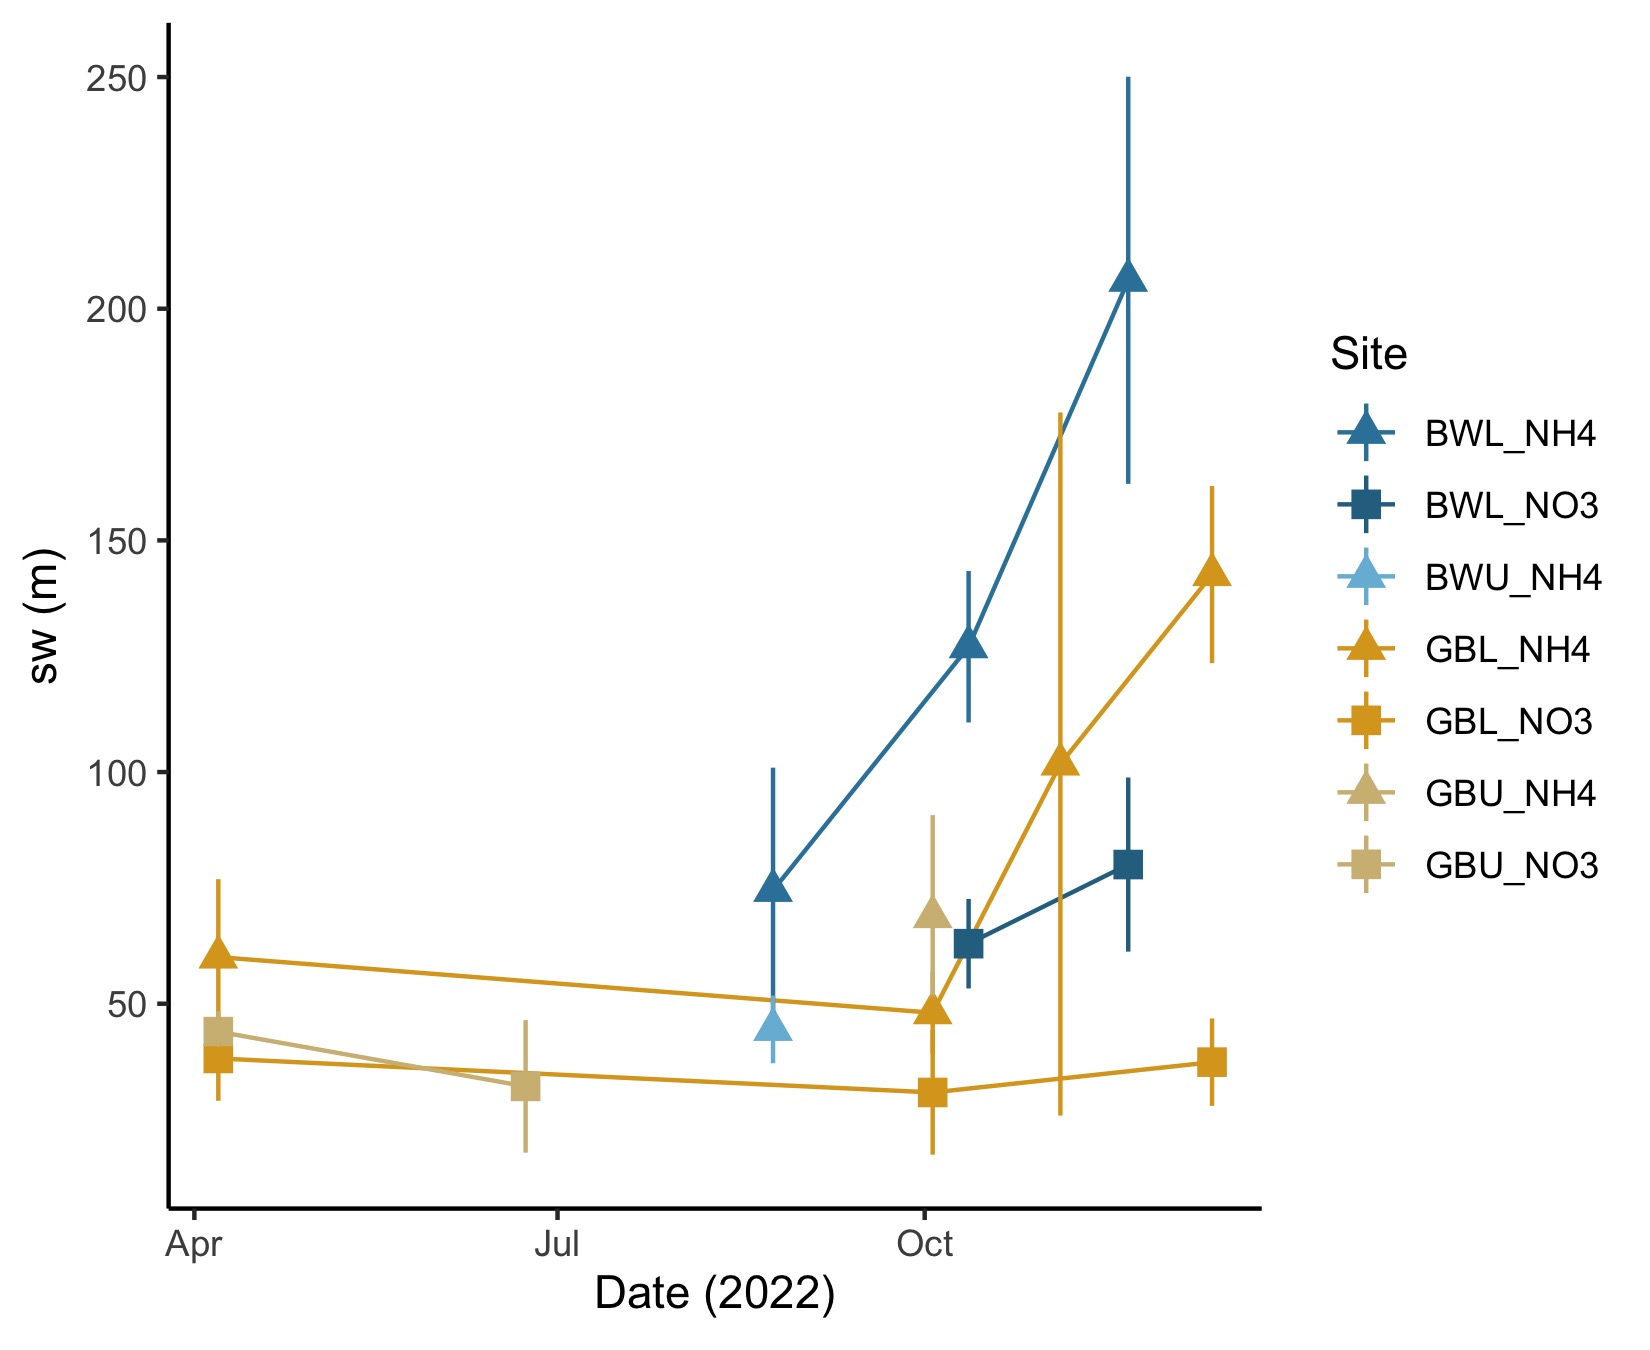 250
200
150
100
50
sw (m)
Apr
Jul
Oct
Date (2022)
Site
BWL_NH4
BWL_NO3
BWU_NH4
GBL_NH4
GBL_NO3
GBU_NH4
GBU_NO3